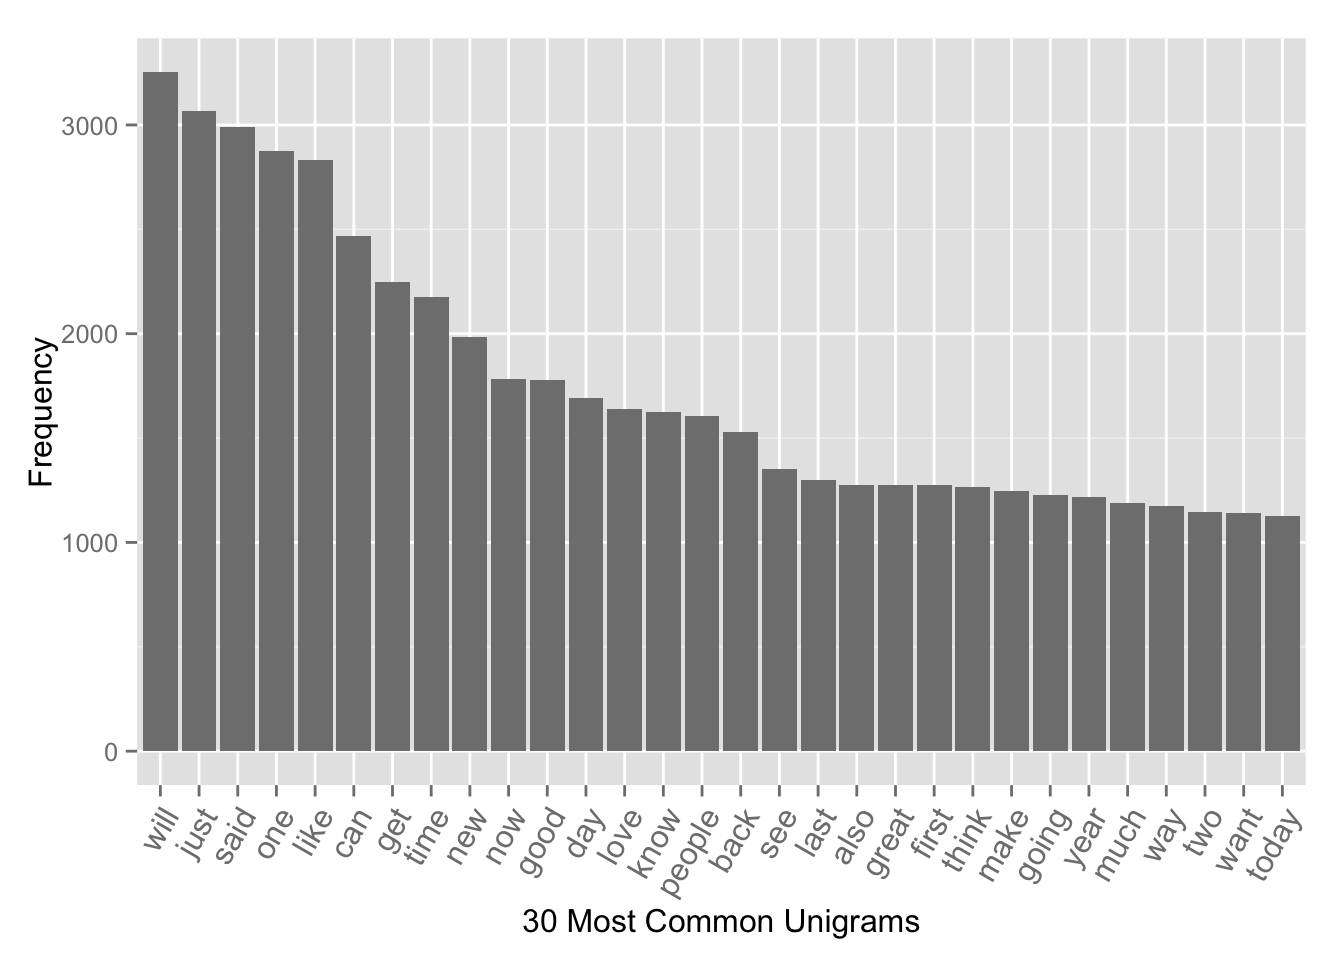 3000
2000
1000
0
Frequency
will
just
said
one
like
can
get
time
new
now
good
day
love
know
people
back
see
last
also
great
first
think
make
going
year
much
way
two
want
today
30 Most Common Unigrams